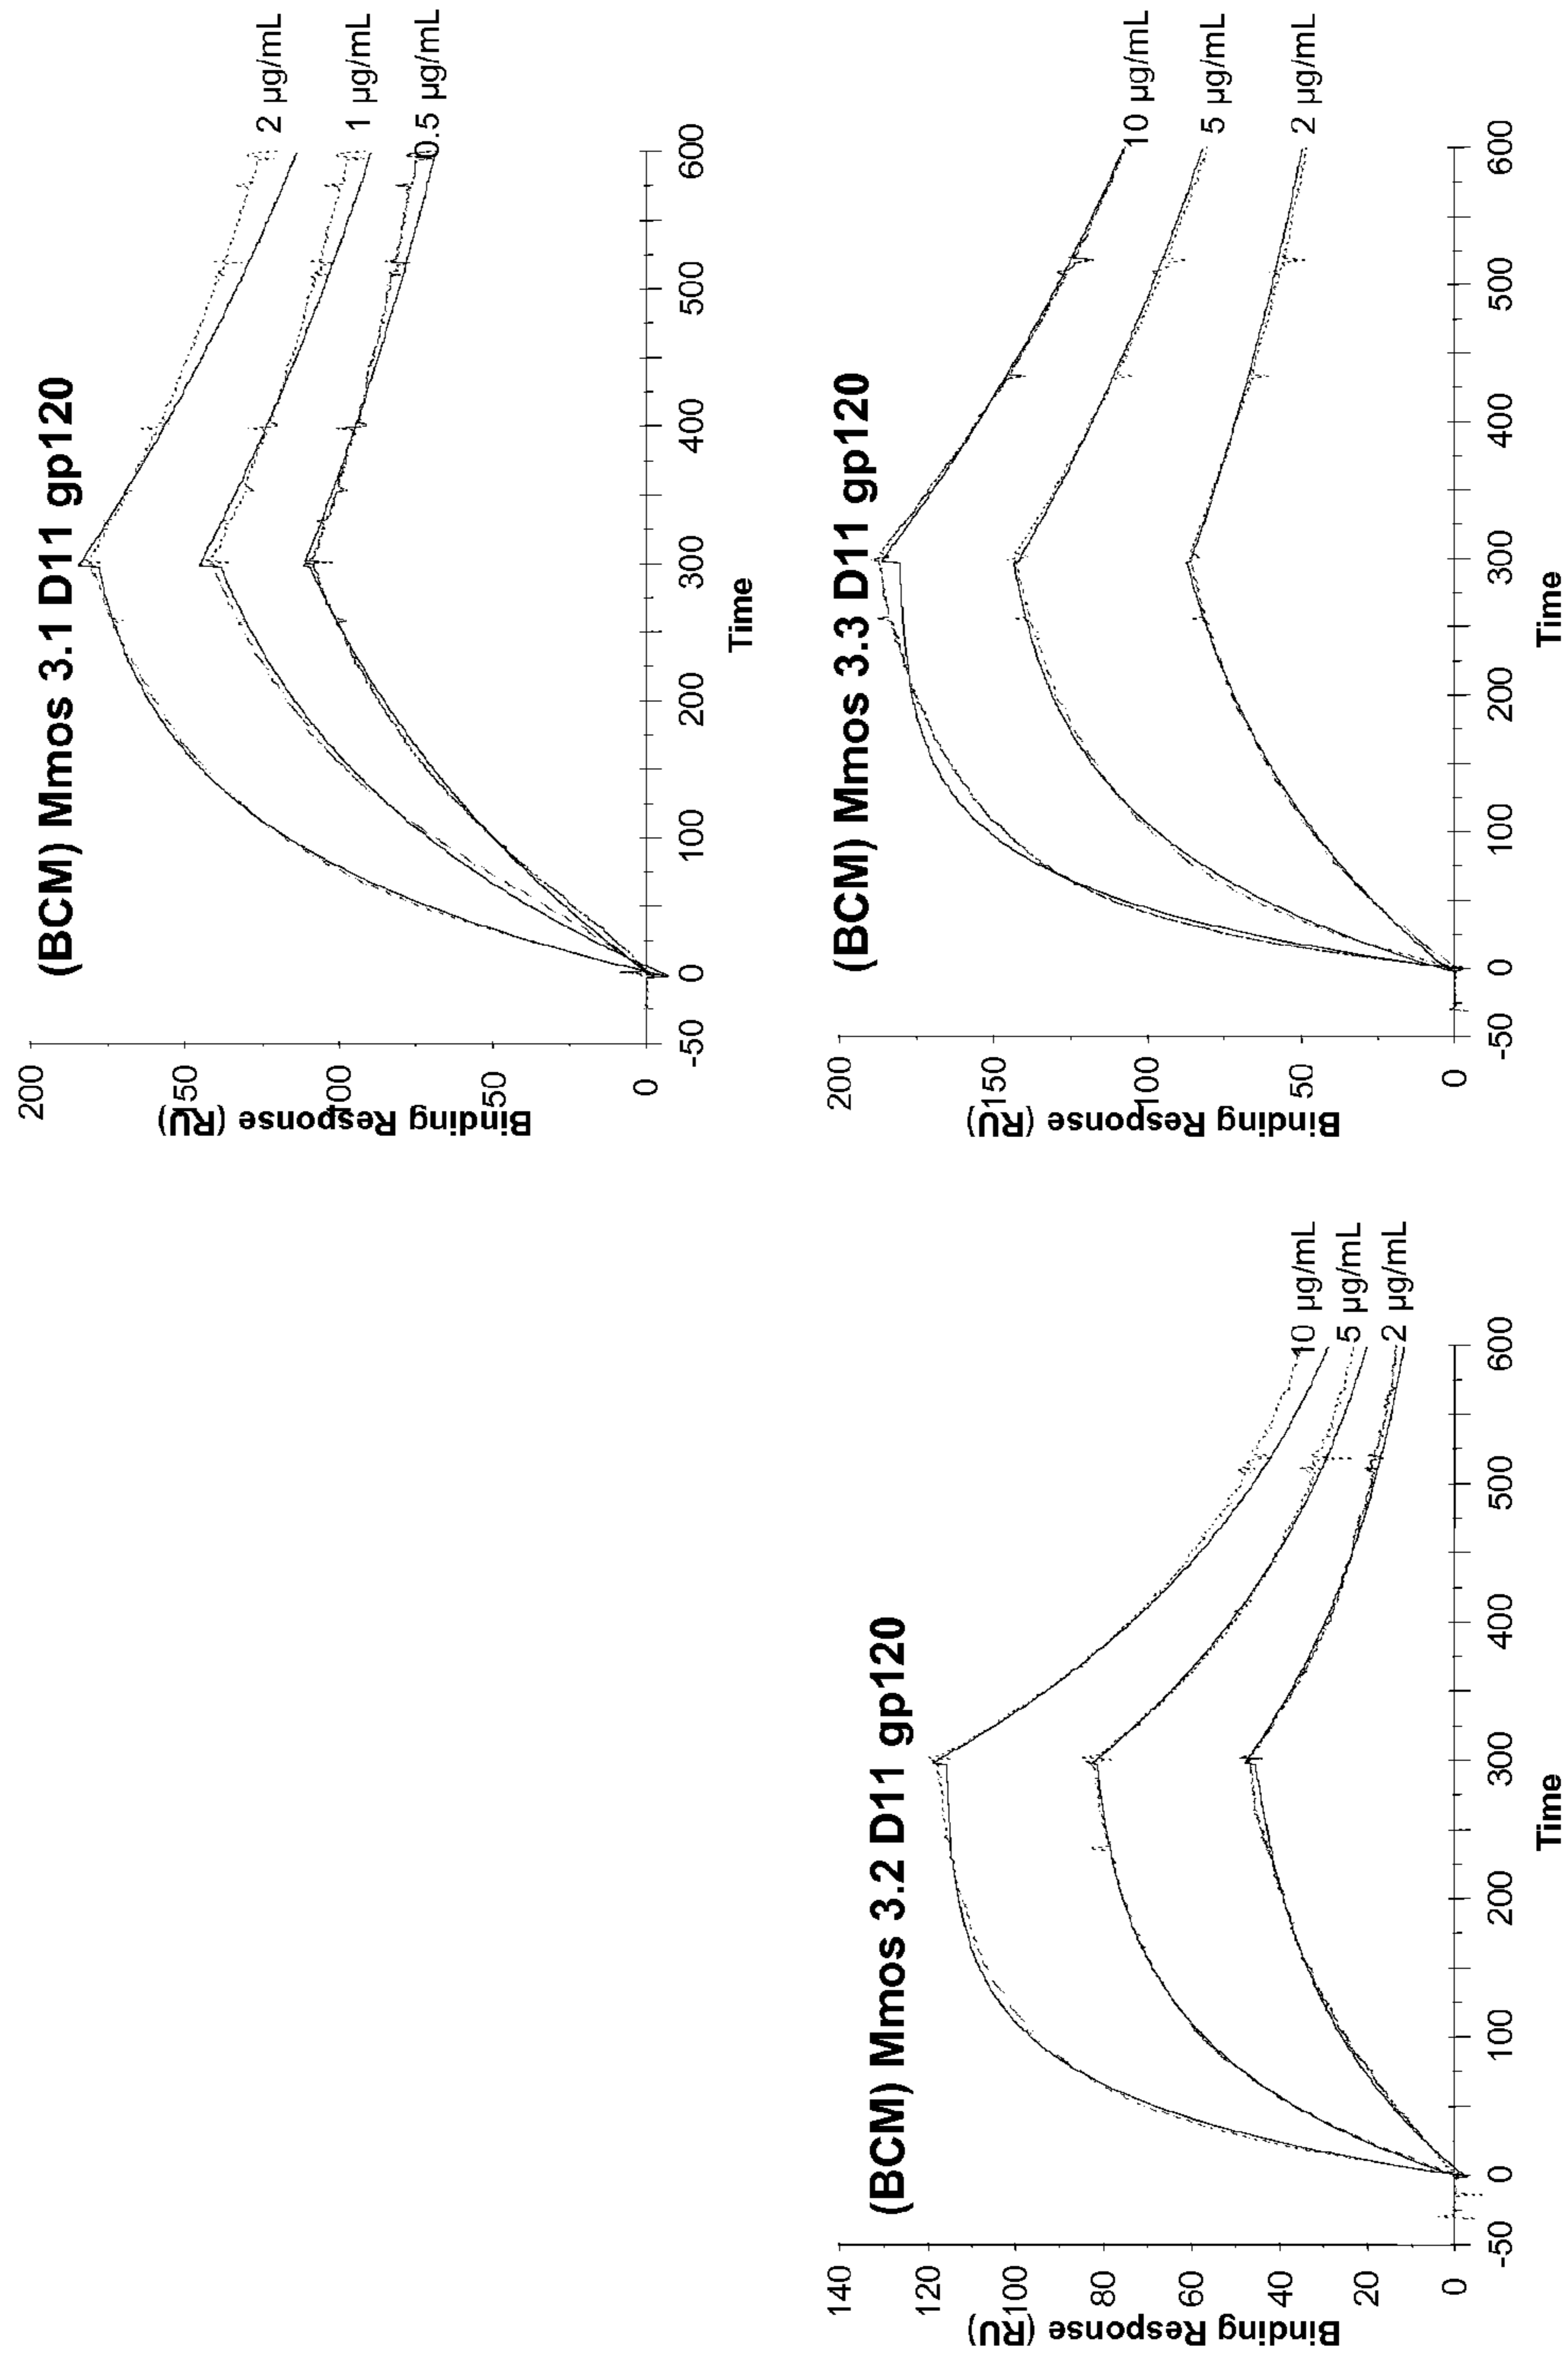 (BCM) Mmos 3.1 D11 gp120
Binding Response (RU)
200
150
100
50
0
-50
0
100
200
300
400
500
600
Time
2 µg/mL
1 µg/mL
0.5 µg/mL
(BCM) Mmos 3.2 D11 gp120
Binding Response (RU)
140
120
100
80
60
40
20
0
-50
0
100
200
300
400
500
600
Time
10 µg/mL
5 µg/mL
2 µg/mL
(BCM) Mmos 3.3 D11 gp120
Binding Response (RU)
200
150
100
50
0
-50
0
100
200
300
400
500
600
Time
10 µg/mL
5 µg/mL
2 µg/mL